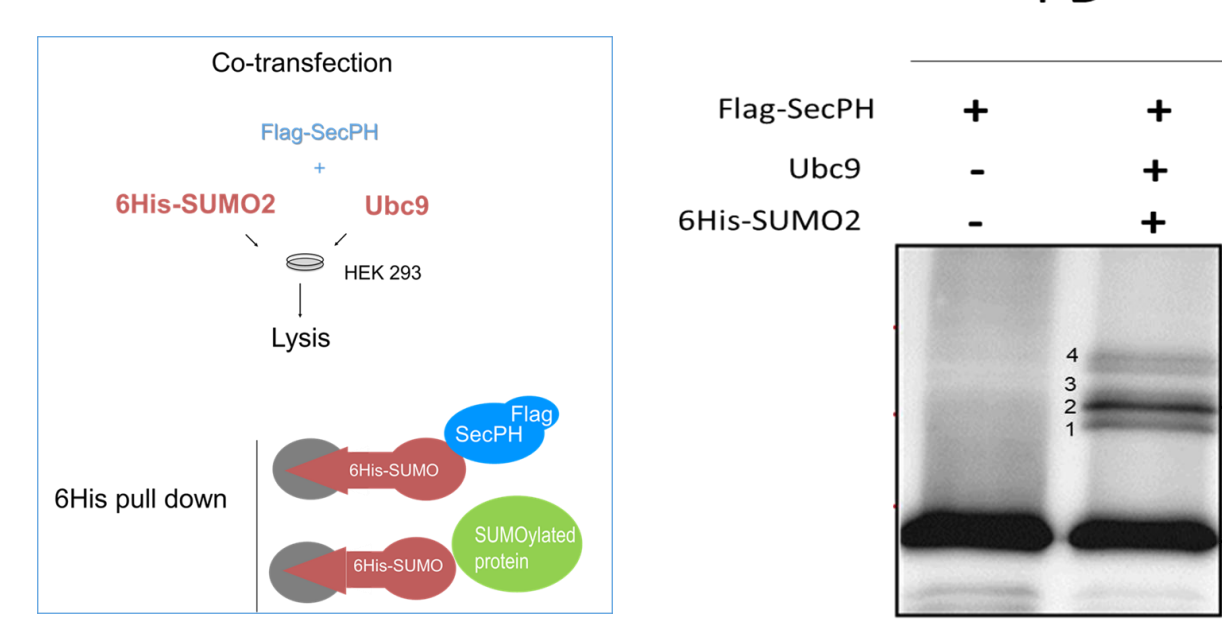 Co-transfection
Flag-SecPH
+
6His-SUMO2
Ubc9
HEK 293
Lysis
6His pull down
Flag
SecPH
6His-SUMO
SUMOylated
protein
6His-SUMO
Flag-SecPH + +
Ubc9 - +
6His-SUMO2 - +
4
3
2
1